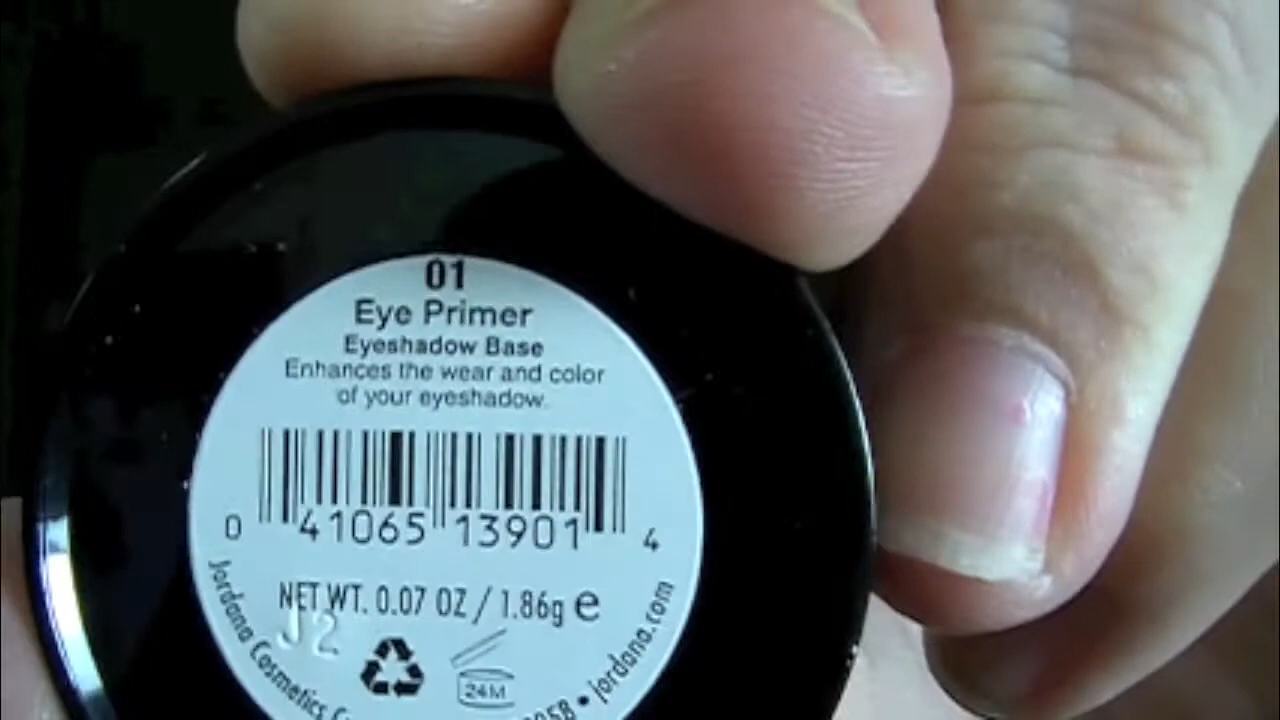 01
Eye Primer
Eyeshadow Base
Enhances the wear and color
of your eyeshadow.
0 41065 13901 4
NET WT. 0.07 OZ / 1.86g e
J2
24M
Jordana Cosmetics
058 • jordana.com